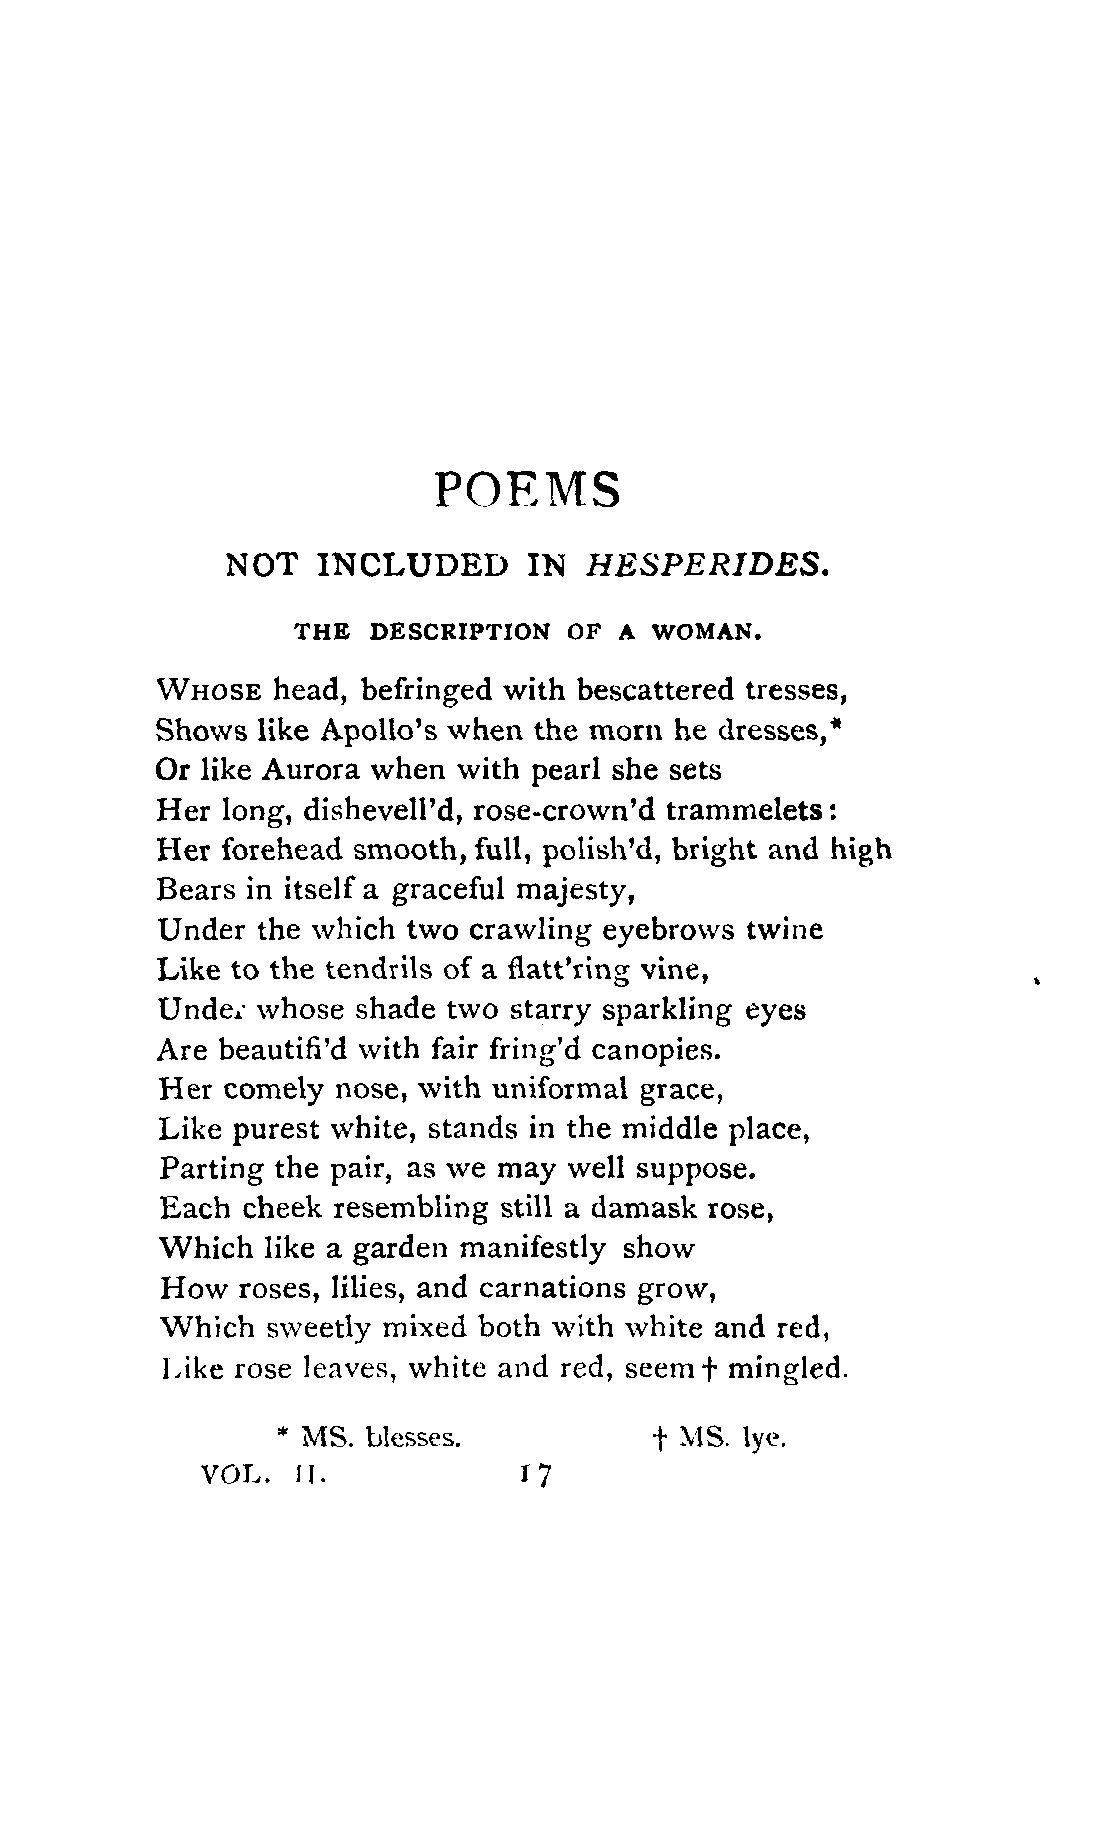 POEMS
NOT INCLUDED IN HESPERIDES.
THE DESCRIPTION OF A WOMAN.
WHOSE head, befringed with bescattered tresses,
Shows like Apollo's when the morn he dresses,*
Or like Aurora when with pearl she sets
Her long, dishevell'd, rose-crown'd trammelets:
Her forehead smooth, full, polish'd, bright and high
Bears in itself a graceful majesty,
Under the which two crawling eyebrows twine
Like to the tendrils of a flatt'ring vine,
Under whose shade two starry sparkling eyes
Are beautifi'd with fair fring'd canopies.
Her comely nose, with uniformal grace,
Like purest white, stands in the middle place,
Parting the pair, as we may well suppose.
Each cheek resembling still a damask rose,
Which like a garden manifestly show
How roses, lilies, and carnations grow,
Which sweetly mixed both with white and red,
Like rose leaves, white and red, seem † mingled.
* MS. blesses. † MS. lye.
VOL. II. 17